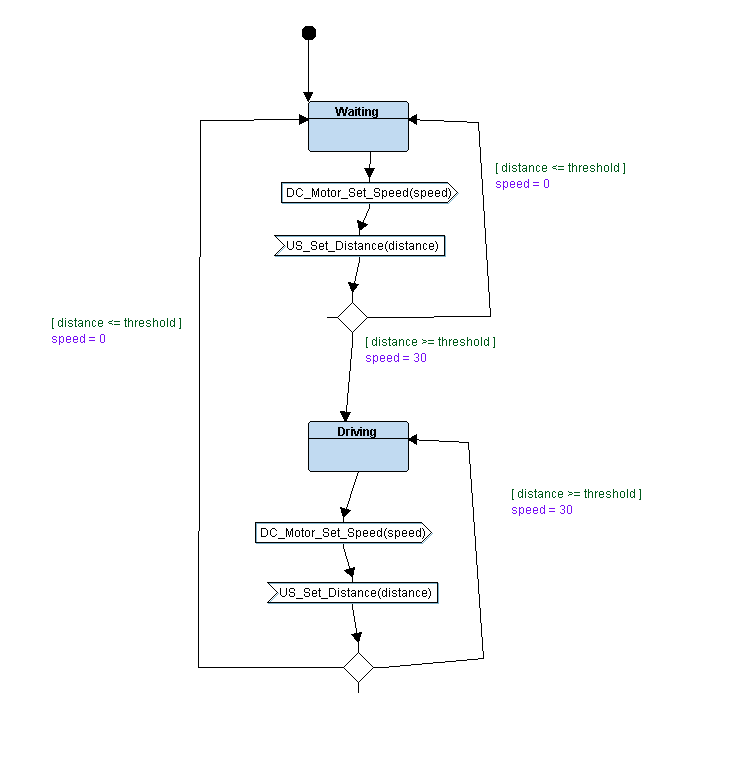 Waiting
[ distance <= threshold ]
speed = 0
DC_Motor_Set_Speed(speed)
US_Set_Distance(distance)
[ distance <= threshold ]
speed = 0
[ distance >= threshold ]
speed = 30
Driving
[ distance >= threshold ]
speed = 30
DC_Motor_Set_Speed(speed)
US_Set_Distance(distance)